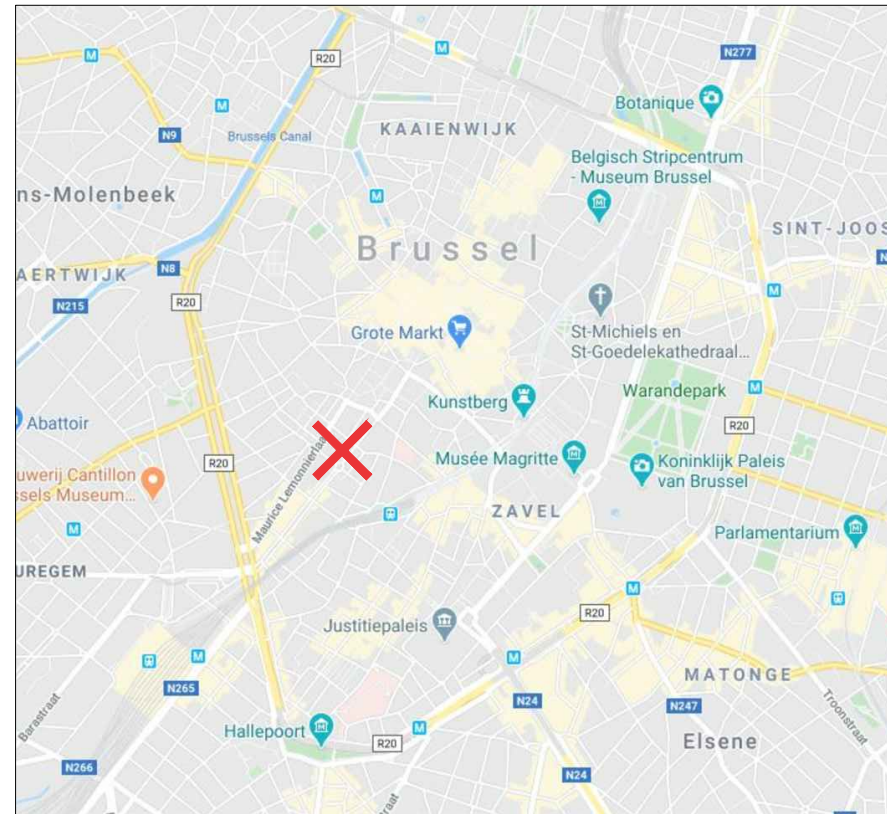 M
R20
M
N277
Botanique
M
N9
Brussels Canal
KAAIENWIJK
Belgisch Stripcentrum
- Museum Brussel
ns-Molenbeek
M
SINT-JOOS
Brussel
AERTWIJK
N8
N
N215
R20
M
Grote Markt
St-Michiels en
St-Goedelekathedraal...
Warandepark
M
Kunstberg
Abattoir
R20
R20
Musée Magritte
Koninklijk Paleis
van Brussel
uwerij Cantillon
ssels Museum...
Maurice Lemonnierlaa
ZAVEL
M
Parlamentarium
UREGEM
M
R20
Justitiepaleis
M
M
N265
MATONGE
N24
N247
Troonstraat
Barastraat
Hallepoort
M
R20
Elsene
N266
N24
aat